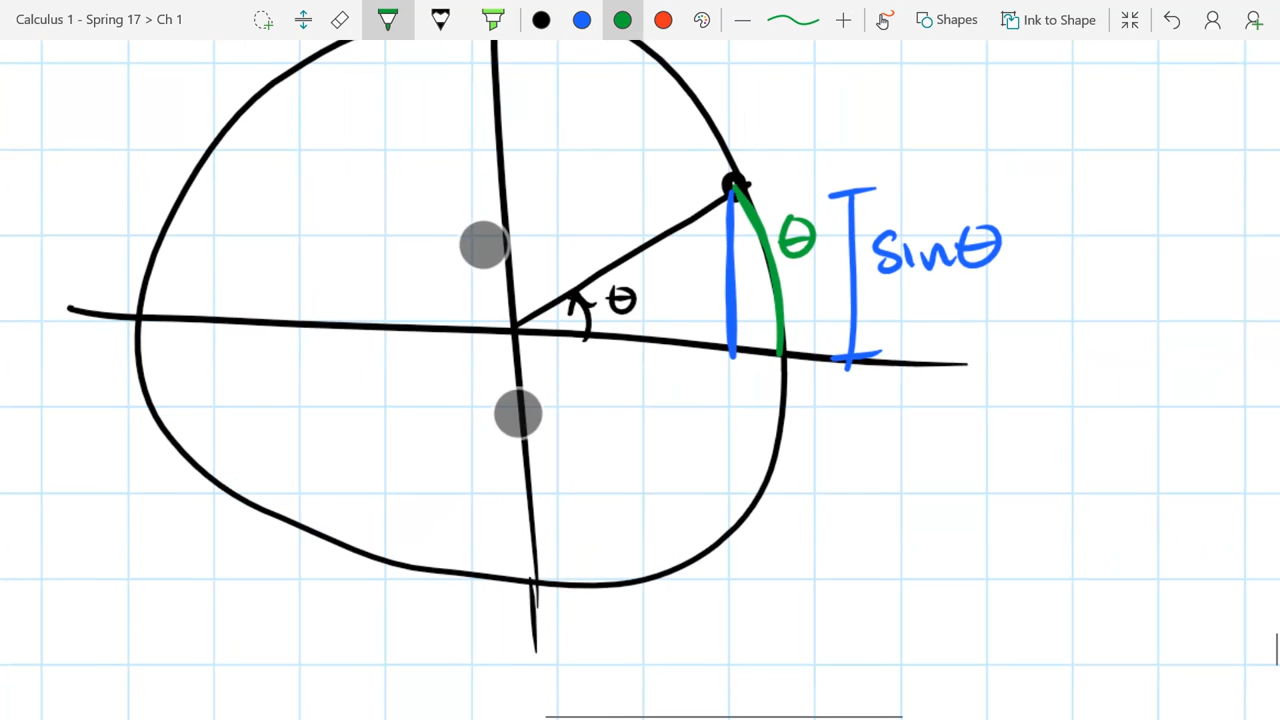 Calculus 1 - Spring 17 > Ch 1
Shapes
Ink to Shape
θ
sinθ
θ